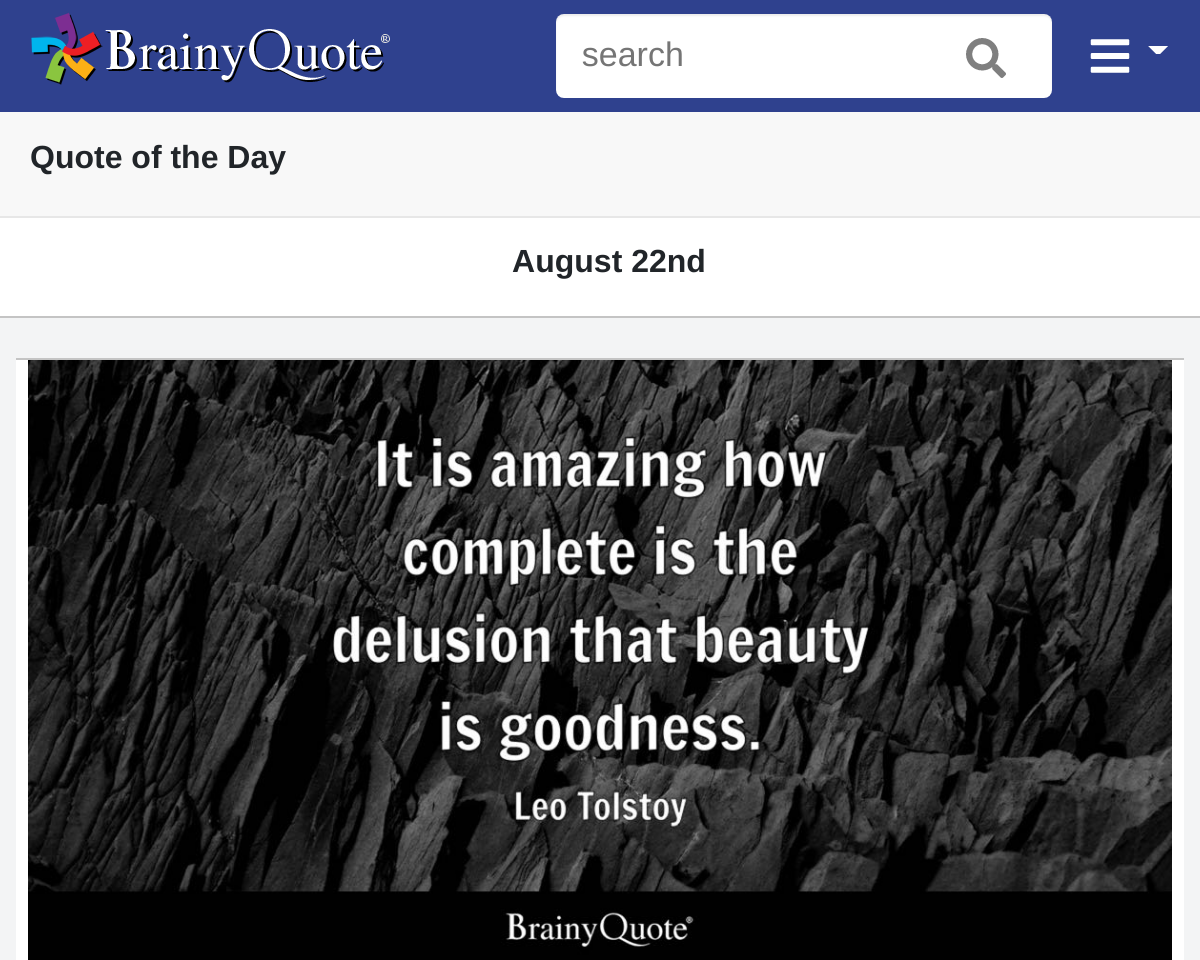 BrainyQuote®
search
Quote of the Day
August 22nd
It is amazing how
complete is the
delusion that beauty
is goodness.
Leo Tolstoy
BrainyQuote®